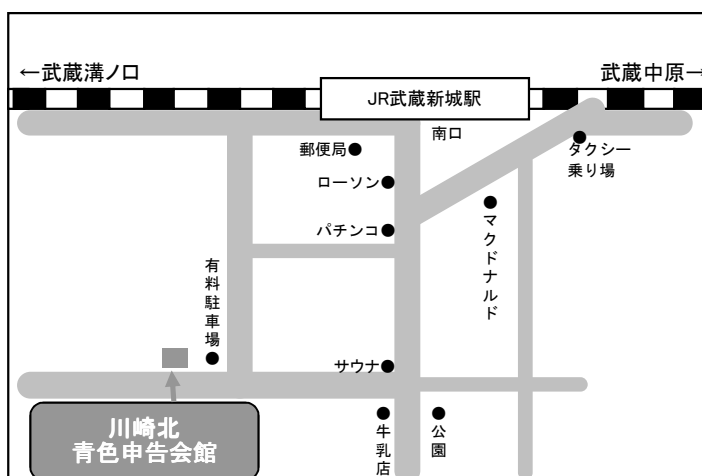 ←武蔵溝ノ口
武蔵中原→
JR武蔵新城駅
南口
郵便局●
タクシー
乗り場
ローソン●
パチンコ●
マクドナルド
有料駐車場
サウナ●
川崎北
青色申告会館
牛乳店
公園